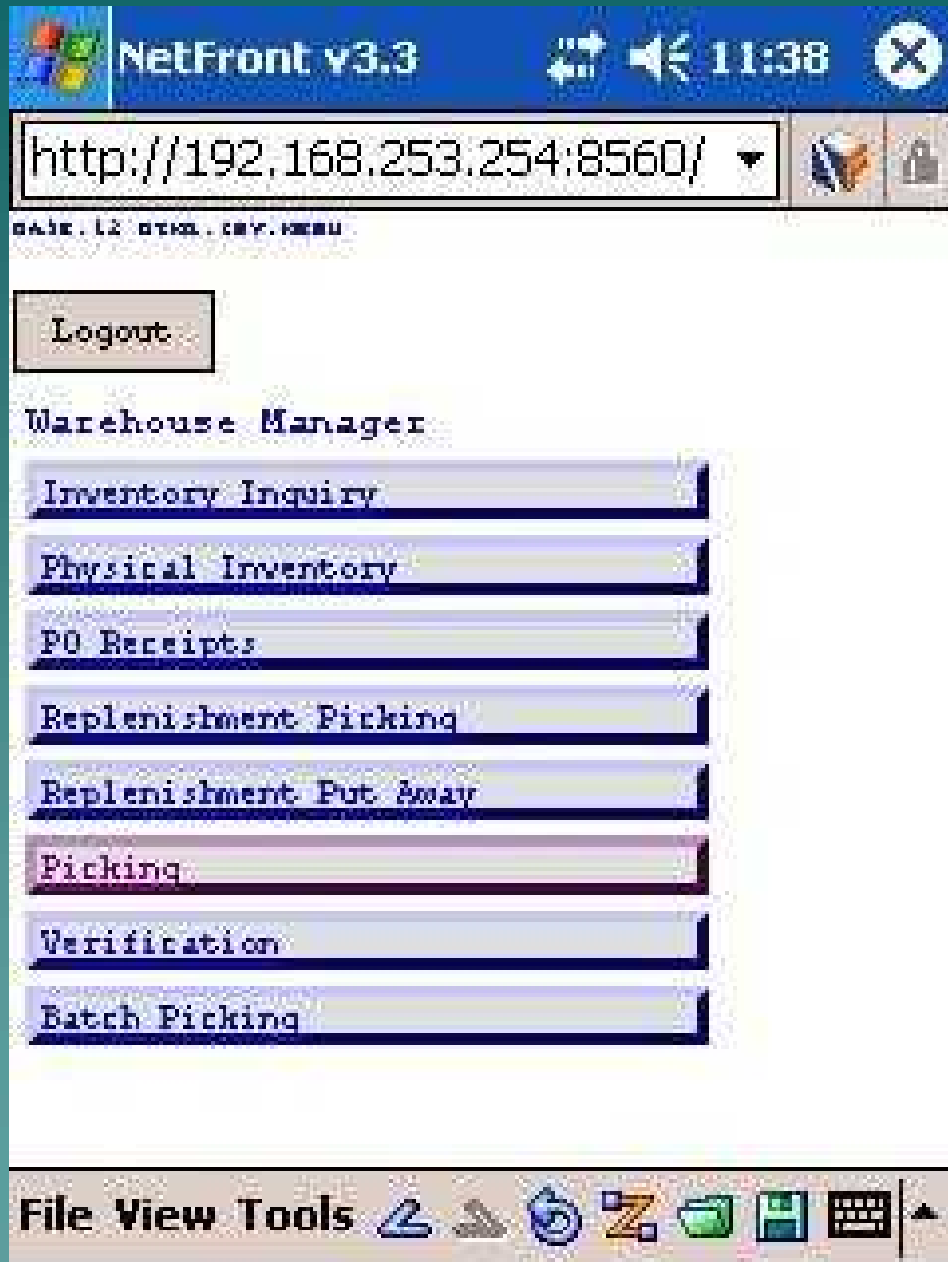 NetFront v3.3 11:38
http://192.168.253.254:8560/
Logout
Warehouse Manager
Inventory Inquiry
Physical Inventory
PO Receipts
Replenishment Picking
Replenishment Put Away
Picking
Verification
Batch Picking
File View Tools